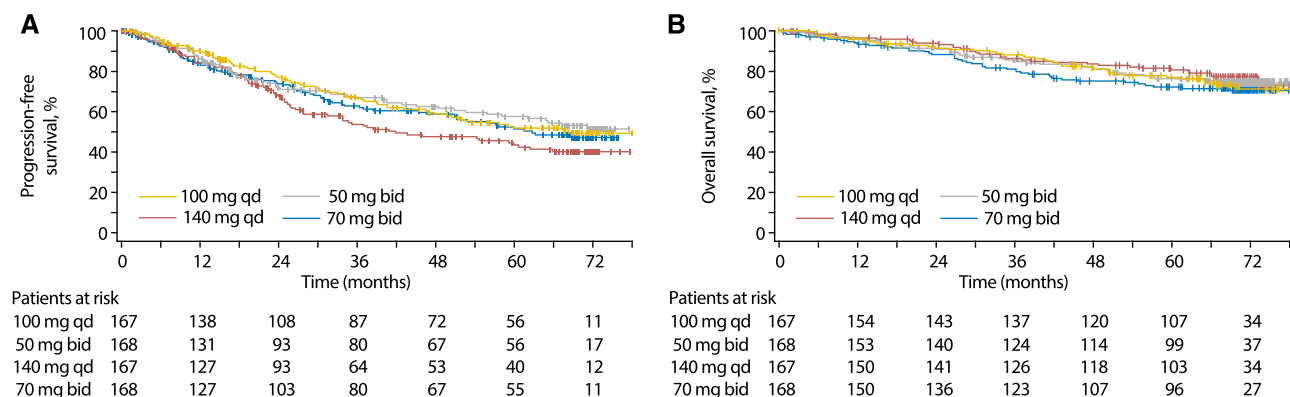 A
100
80
60
40
20
0
Progression-free
survival, %
100 mg qd 50 mg bid
140 mg qd 70 mg bid
0 12 24 36 48 60 72
Time (months)
Patients at risk
100 mg qd 167 138 108 87 72 56 11
50 mg bid 168 131 93 80 67 56 17
140 mg qd 167 127 93 64 53 40 12
70 mg bid 168 127 103 80 67 55 11
B
100
80
60
40
20
0
Overall survival, %
100 mg qd 50 mg bid
140 mg qd 70 mg bid
0 12 24 36 48 60 72
Time (months)
Patients at risk
100 mg qd 167 154 143 137 120 107 34
50 mg bid 168 153 140 124 114 99 37
140 mg qd 167 150 141 126 118 103 34
70 mg bid 168 150 136 123 107 96 27